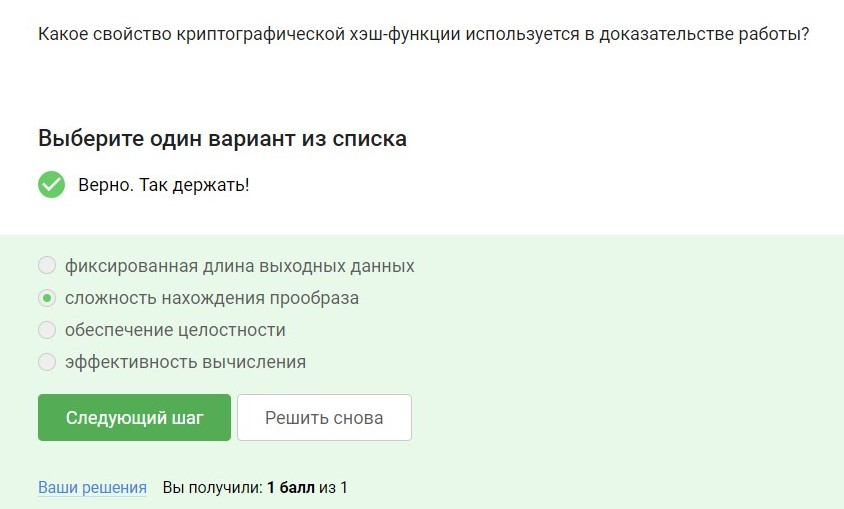 Какое свойство криптографической хэш-функции используется в доказательстве работы?
Выберите один вариант из списка
Верно. Так держать!
фиксированная длина выходных данных
сложность нахождения прообраза
обеспечение целостности
эффективность вычисления
Следующий шаг
Решить снова
Ваши решения Вы получили: 1 балл из 1